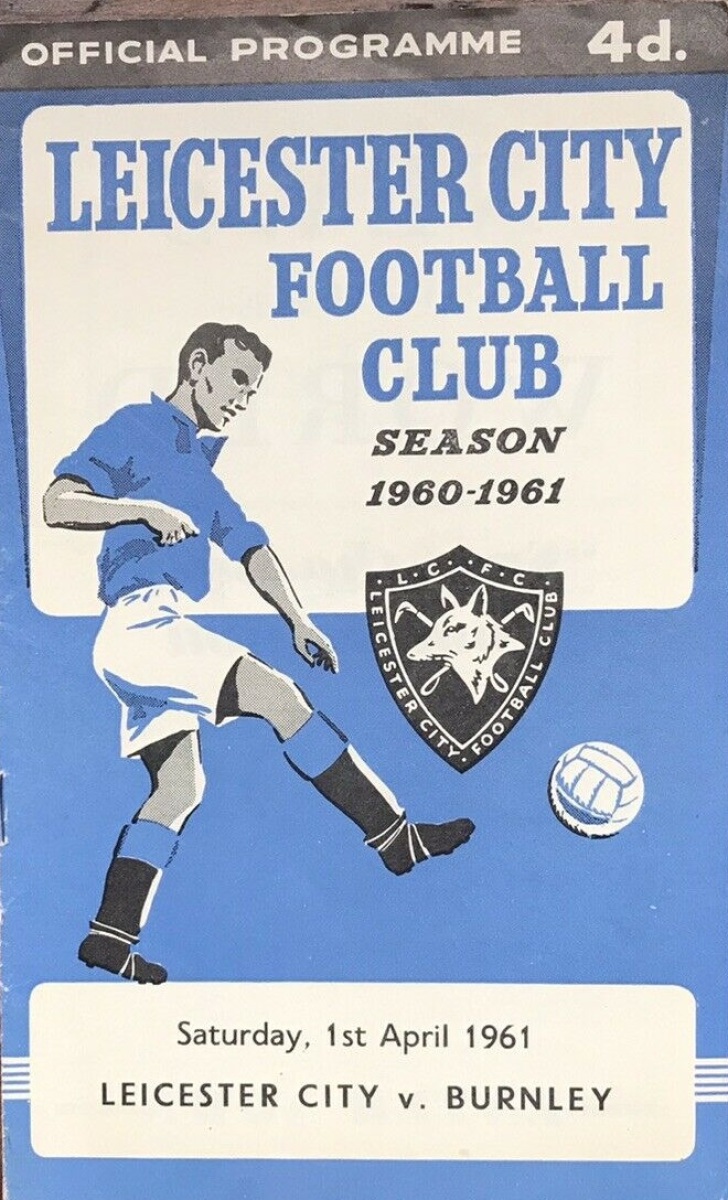 OFFICIAL PROGRAMME 4d.
LEICESTER CITY
FOOTBALL
CLUB
SEASON
1960-1961
· L · C · F · C ·
LEICESTER CITY · FOOTBALL CLUB
Saturday, 1st April 1961
LEICESTER CITY v. BURNLEY